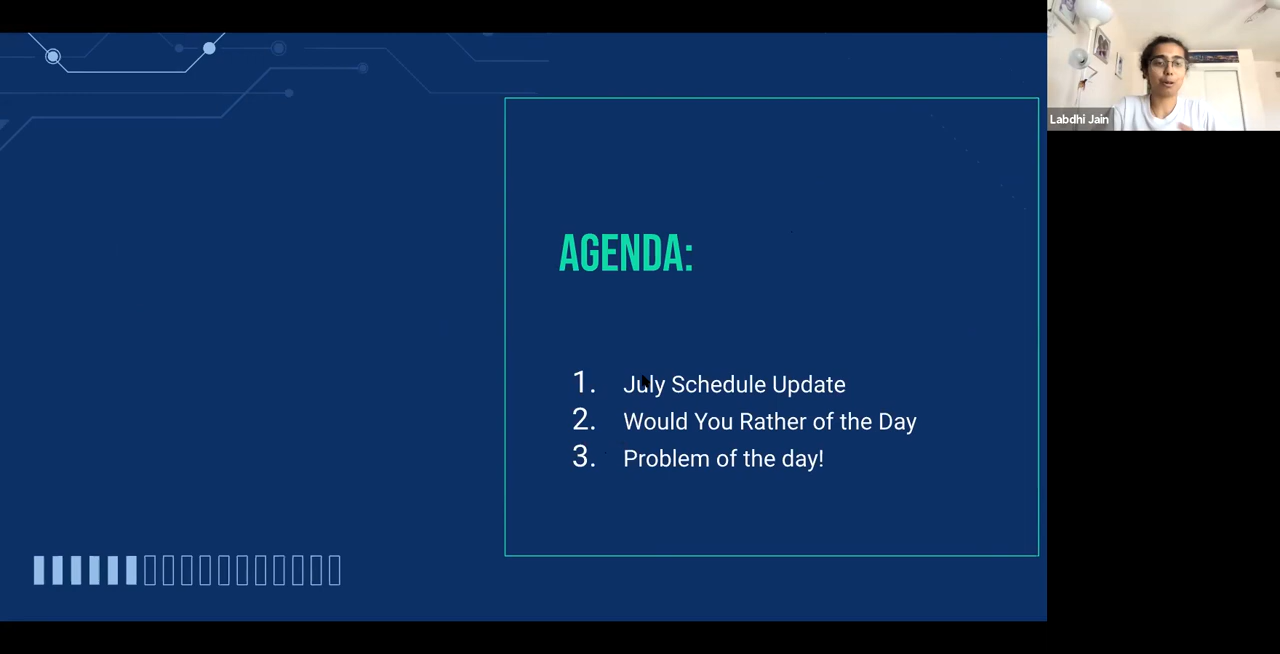 Labdhi Jain
AGENDA:
1. July Schedule Update
2. Would You Rather of the Day
3. Problem of the day!